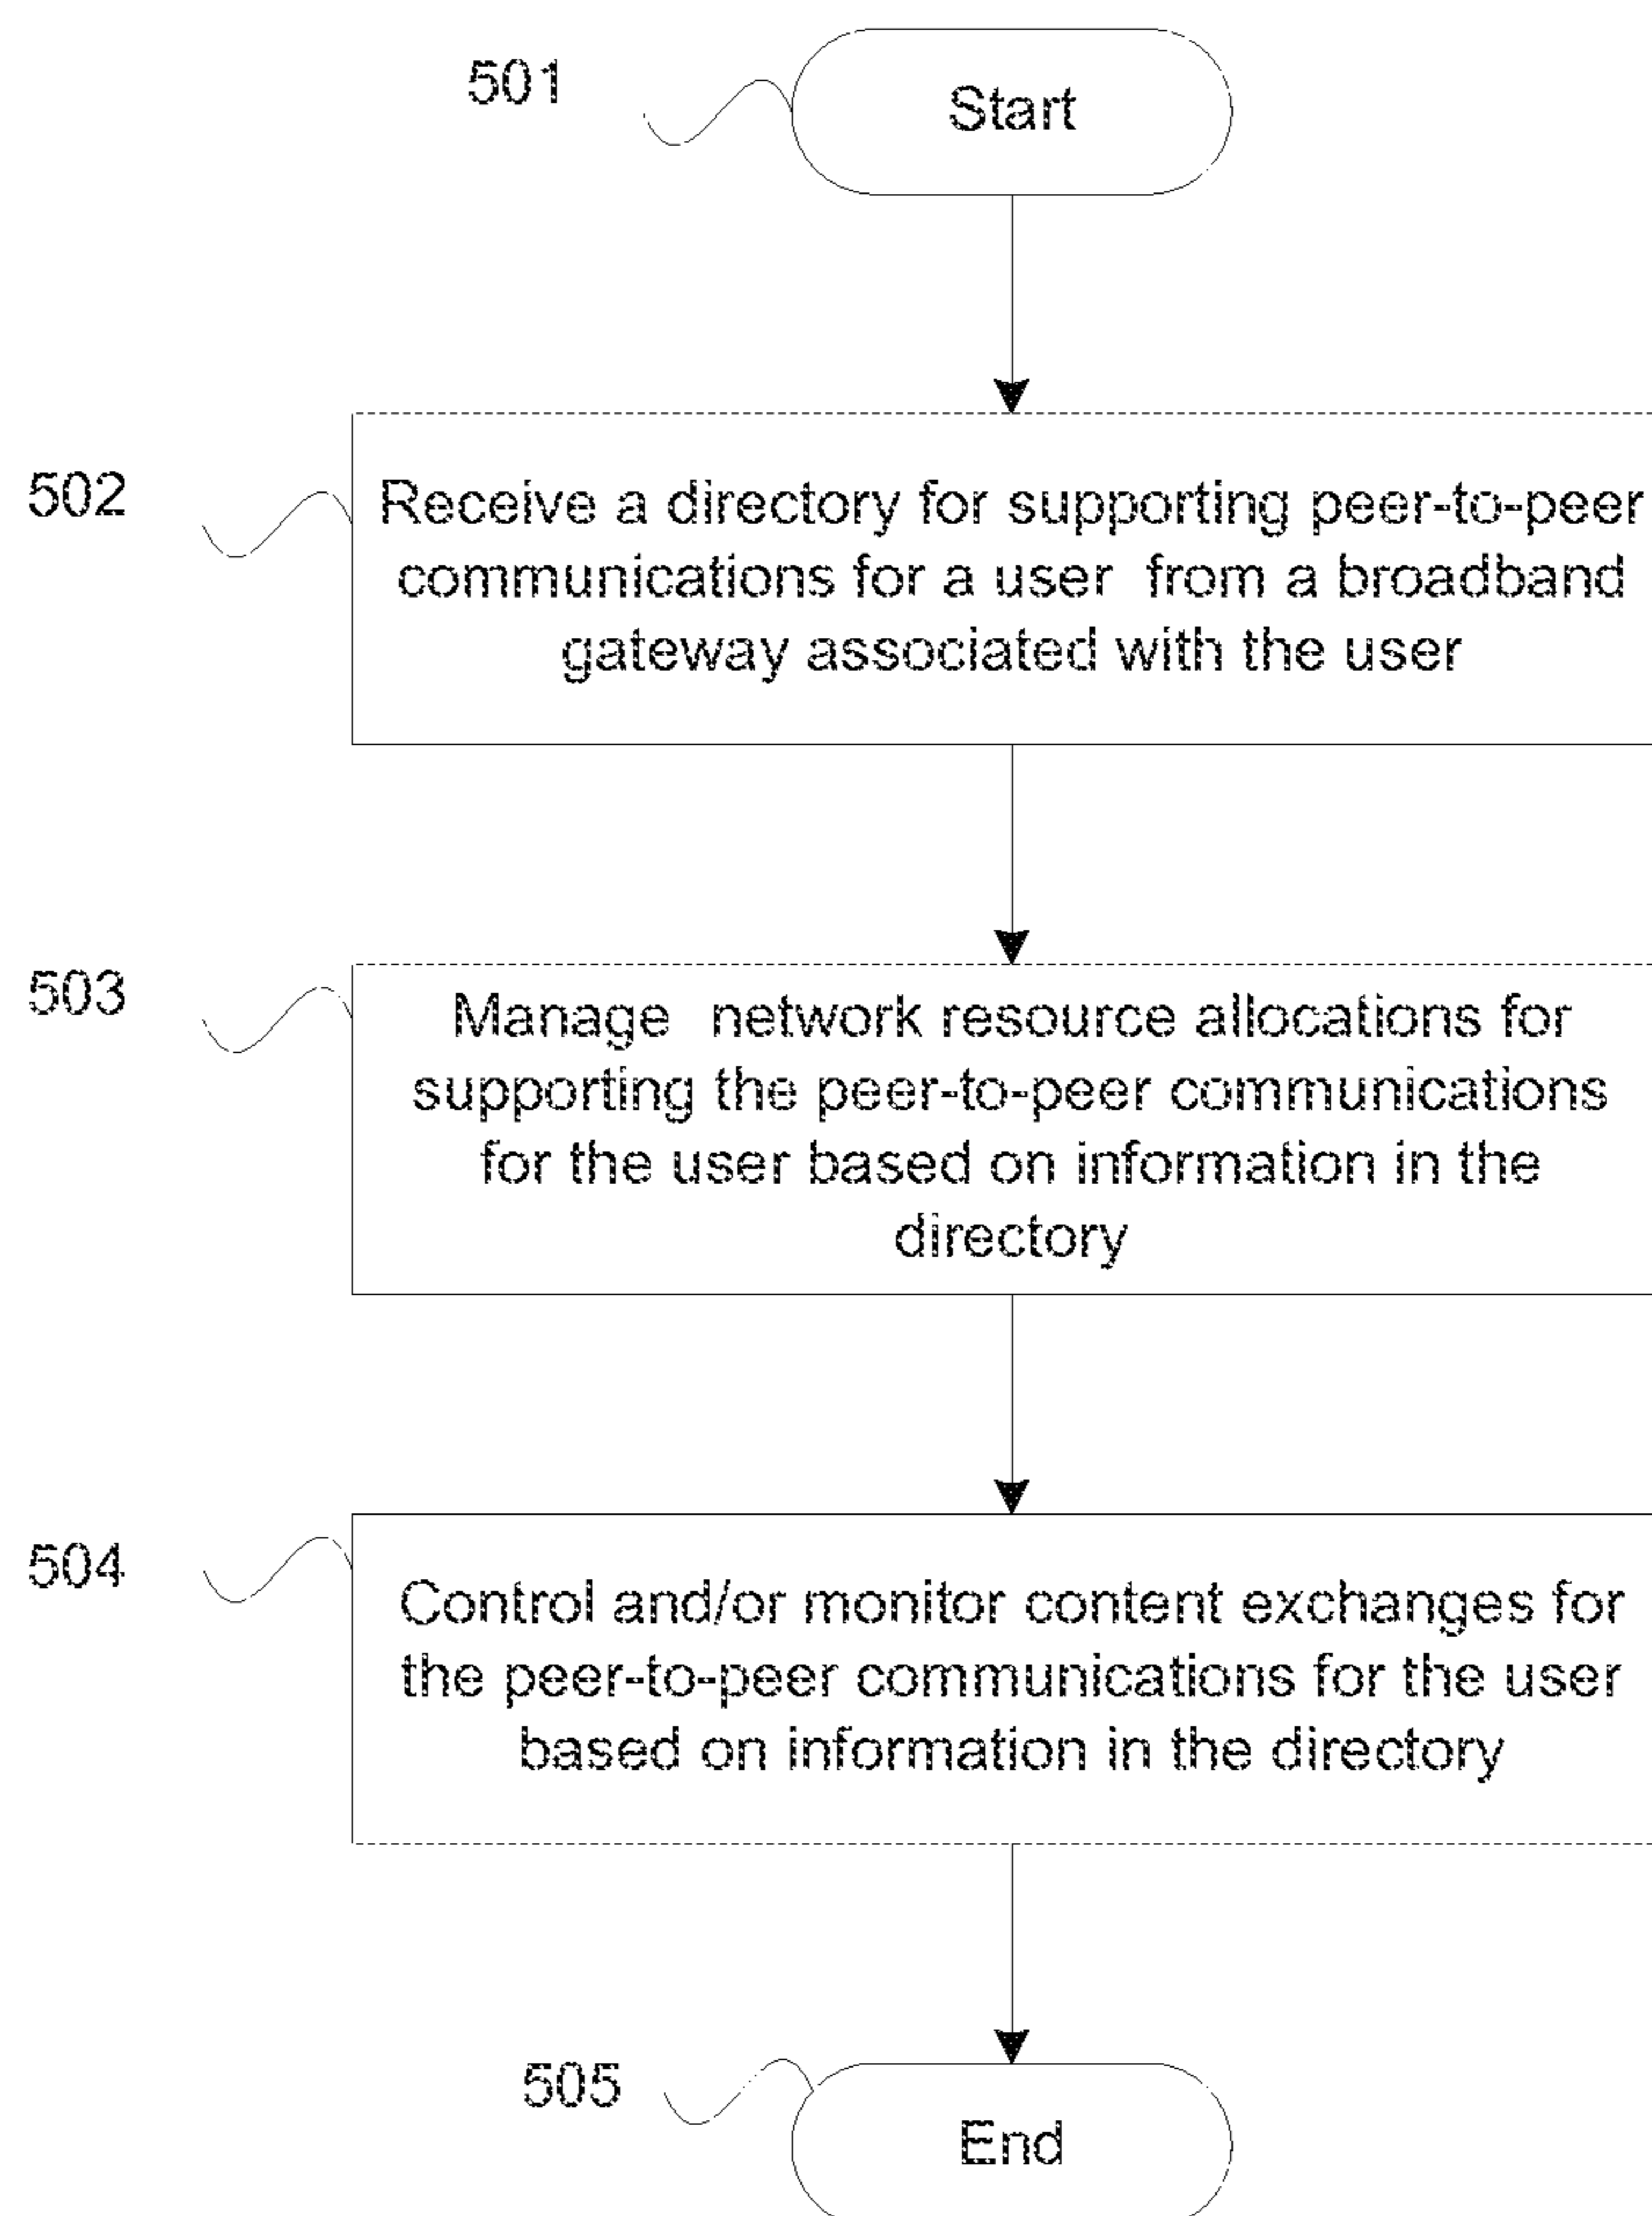 501
Start
502
Receive a directory for supporting peer-to-peer
communications for a user from a broadband
gateway associated with the user
503
Manage network resource allocations for
supporting the peer-to-peer communications
for the user based on information in the
directory
504
Control and/or monitor content exchanges for
the peer-to-peer communications for the user
based on information in the directory
505
End